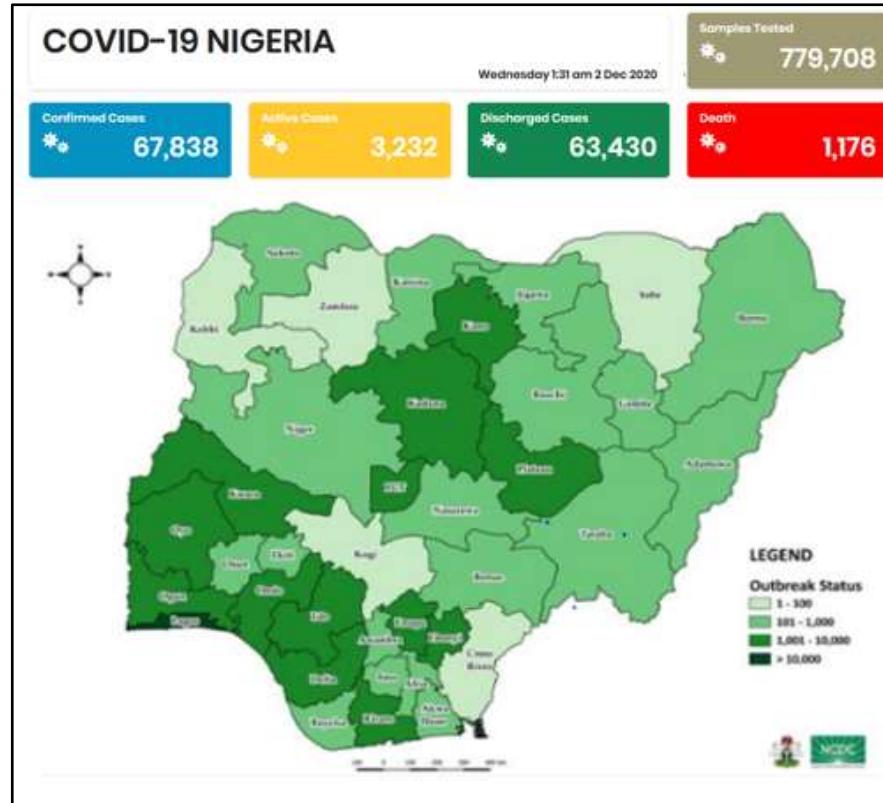 COVID-19 NIGERIA
Wednesday 1:31 am 2 Dec 2020
Samples Tested
779,708
Confirmed Cases
67,838
Active Cases
3,232
Discharged Cases
63,430
Death
1,176
Sokoto
Katsina
Jigawa
Yobe
Borno
Zamfara
Kebbi
Kano
Kaduna
Bauchi
Gombe
Niger
Adamawa
Plateau
FCT
Kwara
Nasarawa
Taraba
Oyo
Kogi
Ekiti
Osun
Benue
Ogun
Ondo
Lagos
Edo
Enugu
Ebonyi
Anambra
Cross
River
Delta
Imo
Abia
Akwa
Ibom
Rivers
Bayelsa
LEGEND
Outbreak Status
1 - 100
101 - 1,000
1,001 - 10,000
> 10,000
NCDC